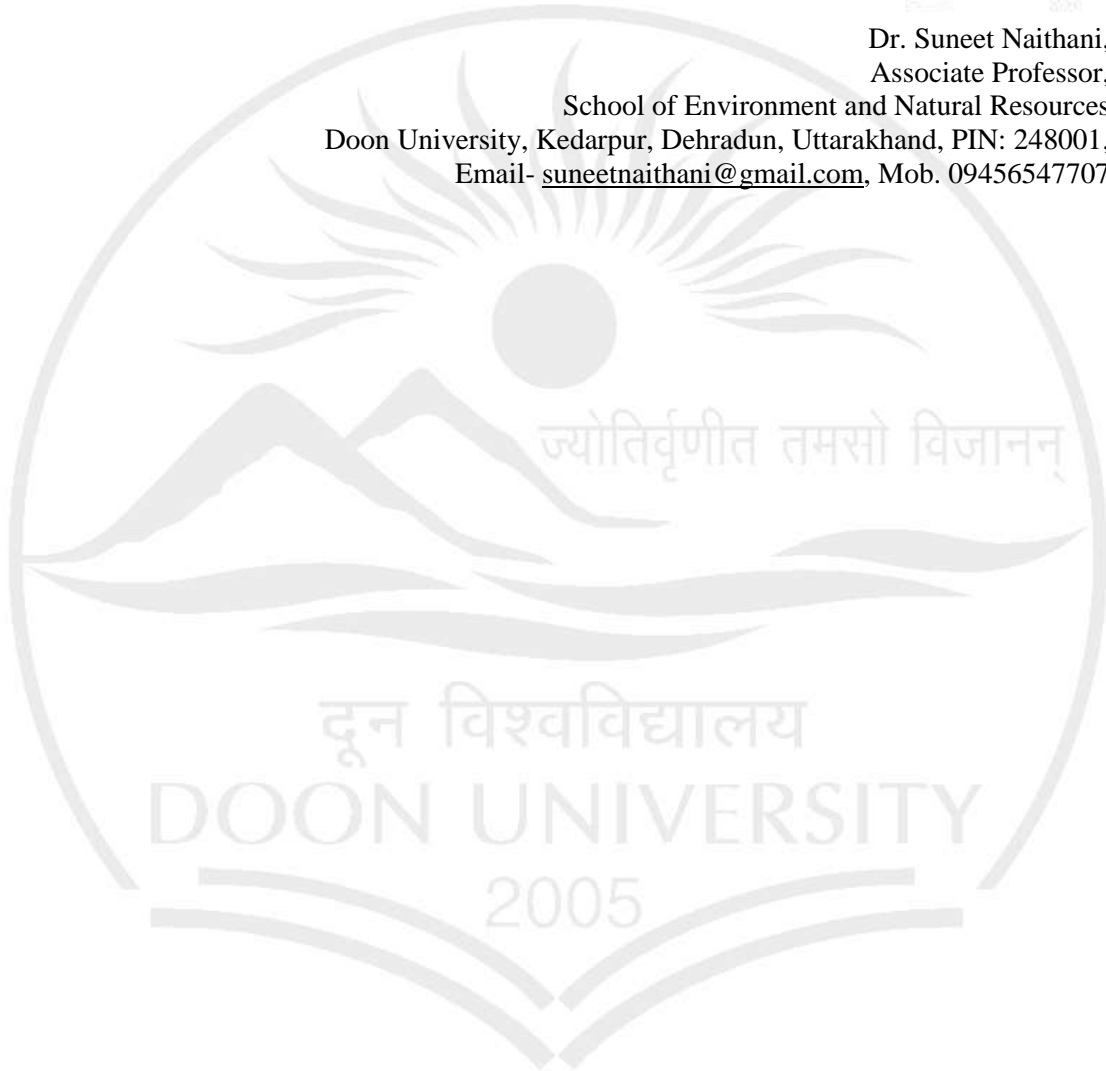 Dr. Suneet Naithani,
Associate Professor,
School of Environment and Natural Resources
Doon University, Kedarpur, Dehradun, Uttarakhand, PIN: 248001,
Email- suneetnaithani@gmail.com, Mob. 09456547707
ज्योतिर्वृणीत तमसो विजानन्
दून विश्वविद्यालय
DOON UNIVERSITY
2005